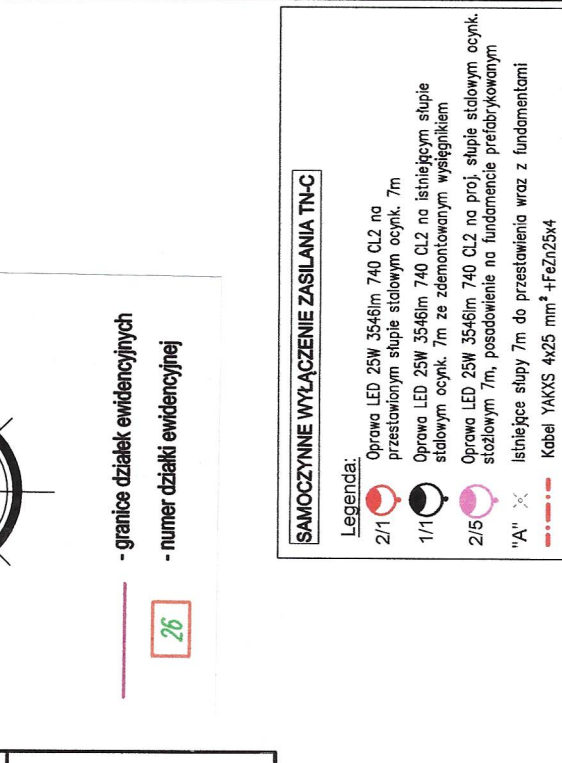 - granice działek ewidencyjnych
26 - numer działki ewidencyjnej
SAMOCZYNNE WYŁĄCZENIE ZASILANIA TN-C
Legenda:
2/1 Oprawa LED 25W 3546lm 740 CL2 na
przestawionym słupie stalowym ocynk. 7m
1/1 Oprawa LED 25W 3546lm 740 CL2 na istniejącym słupie
stalowym ocynk. 7m ze zdemontowanym wysięgnikiem
2/5 Oprawa LED 25W 3546lm 740 CL2 na proj. słupie stalowym ocynk.
stożlowym 7m, posadowienie na fundamencie prefabrykowanym
"A" Istniejące słupy 7m do przestawienia wraz z fundamentami
Kabel YAKXS 4x25 mm² +FeZn25x4